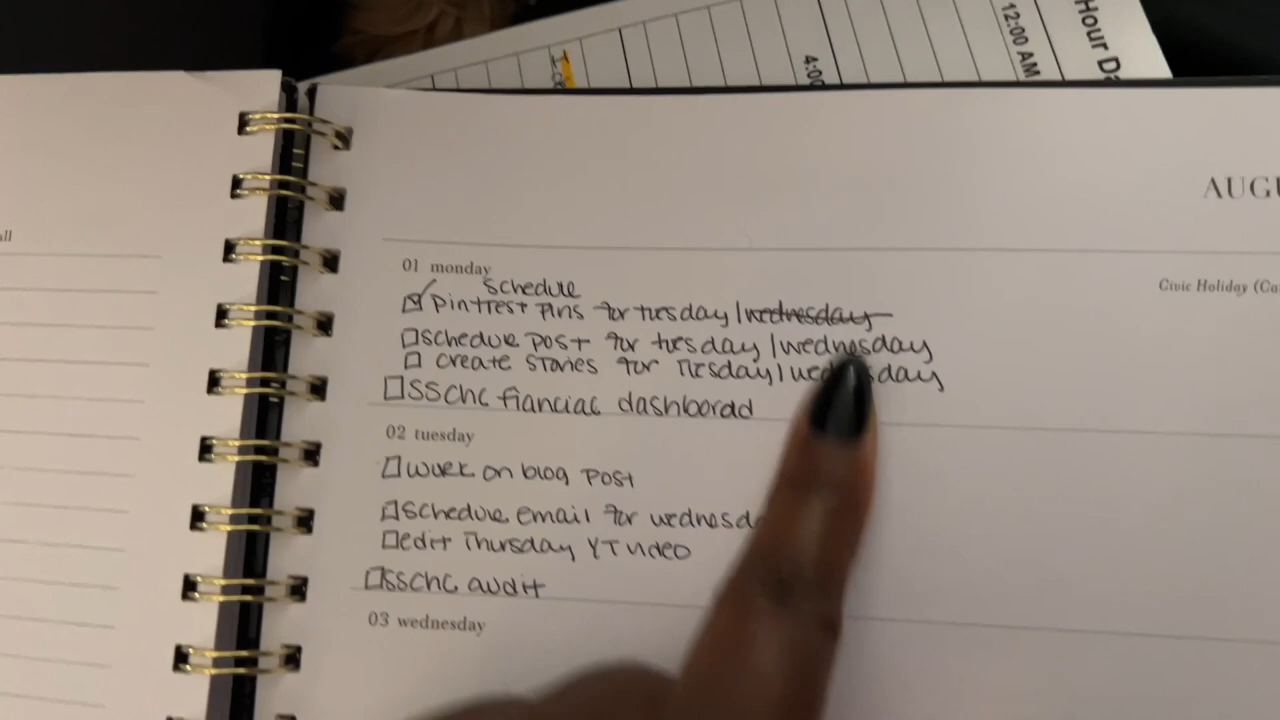 Hour Da
12:00 AM
4:00
all
AUGU
01 monday
Civic Holiday (Ca
schedule
pintrest pins for tuesday / wednesday
schedule post for tuesday / wednesday
create stories for Tuesday / wednesday
SSCHC fiancial dashborad
02 tuesday
work on blog post
schedule email for wednesda
edit Thursday YT video
SSCHC audit
03 wednesday